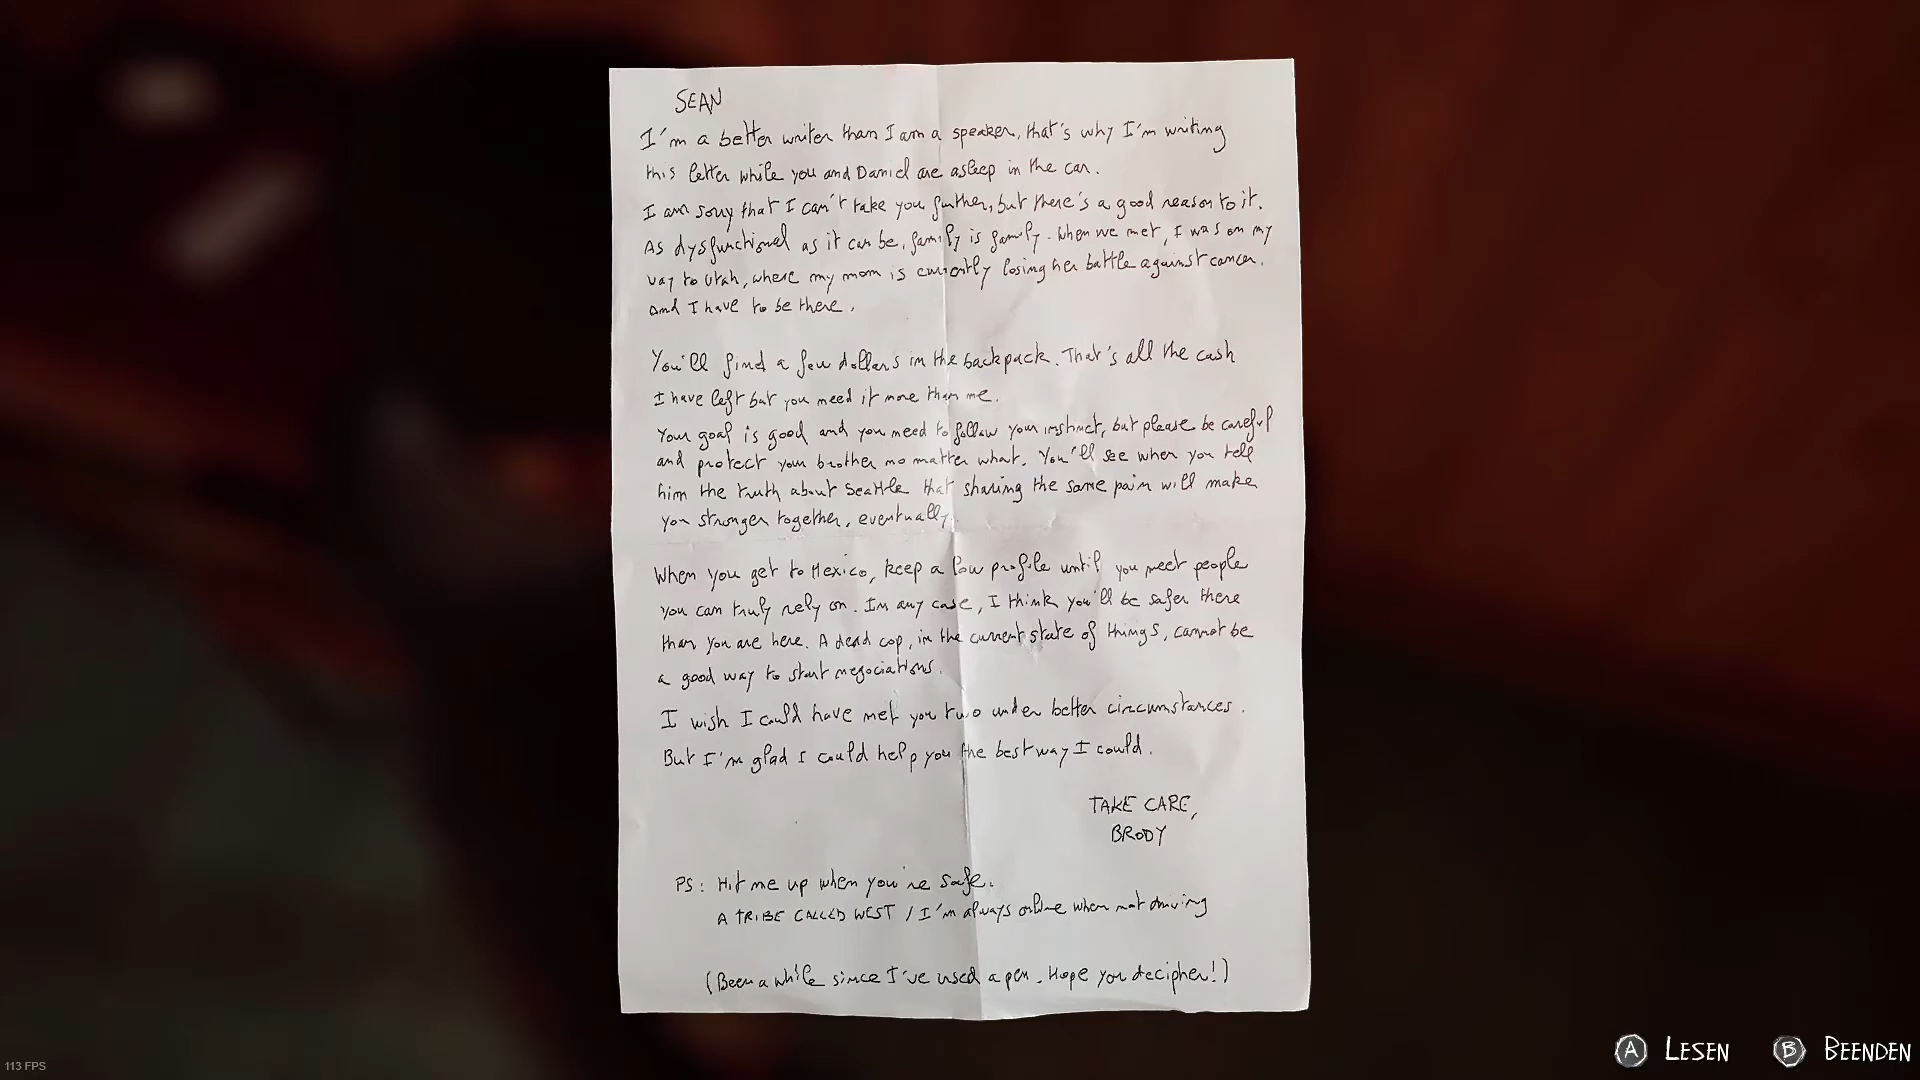 SEAN
I'm a better writer than I am a speaker, that's why I'm writing
this letter while you and Daniel are asleep in the car.
I am sorry that I can't take you further, but there's a good reason to it.
As dysfunctional as it can be, family is family. When we met, I was on my
way to Utah, where my mom is currently losing her battle against cancer.
and I have to be there.
You'll find a few dollars in the backpack. That's all the cash
I have left but you need it more than me.
Your goal is good and you need to follow your instinct, but please be careful
and protect your brother no matter what. You'll see when you tell
him the truth about Seattle that sharing the same pain will make
you stronger together, eventually.
When you get to Mexico, keep a low profile until you meet people
you can truly rely on. In any case, I think you'll be safer there
than you are here. A dead cop, in the current state of things, cannot be
a good way to start negociations.
I wish I could have met you two under better circumstances.
But I'm glad I could help you the best way I could.
TAKE CARE,
BRODY
PS: Hit me up when you're safe.
A TRIBE CALLED WEST / I'm always online when not driving
(Been a while since I've used a pen. Hope you decipher!)
A LESEN B BEENDEN
113 FPS